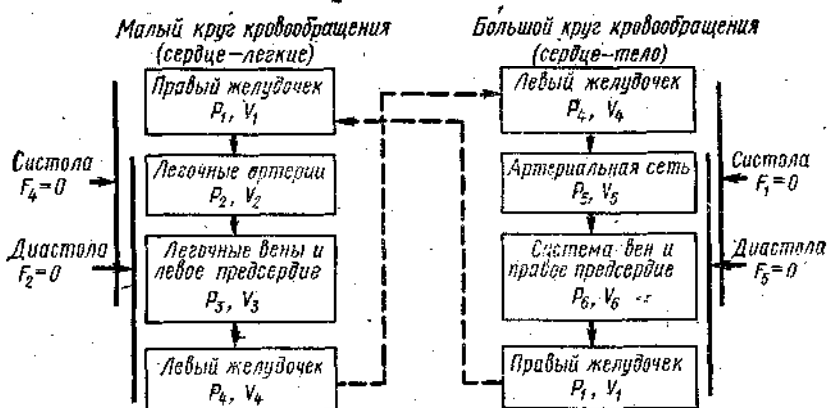 Малый круг кровообращения
(сердце–легкие)
Правый желудочек
P₁, V₁
Легочные артерии
P₂, V₂
Легочные вены и
левое предсердие
P₃, V₃
Левый желудочек
P₄, V₄
Систола
F₄=0
Диастола
F₂=0
Большой круг кровообращения
(сердце–тело)
Левый желудочек
P₄, V₄
Артериальная сеть
P₅, V₅
Система вен и
правое предсердие
P₆, V₆
Правый желудочек
P₁, V₁
Систола
F₁=0
Диастола
F₅=0